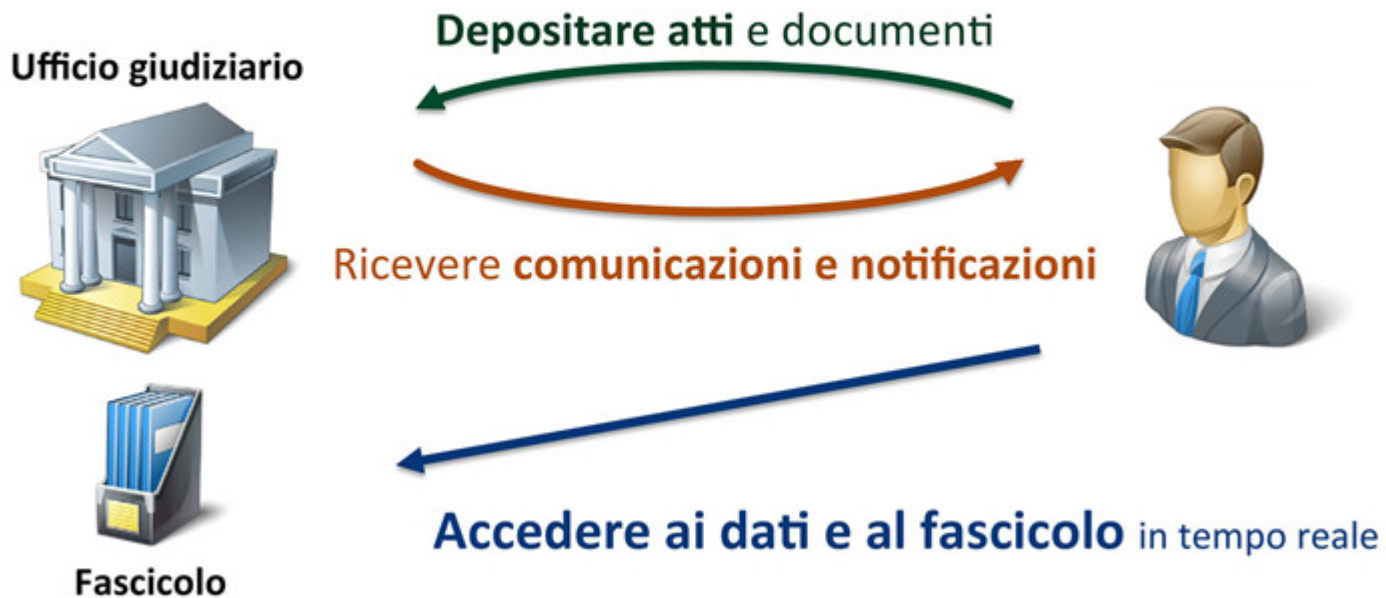 Depositare atti e documenti
Ufficio giudiziario
Ricevere comunicazioni e notificazioni
Accedere ai dati e al fascicolo in tempo reale
Fascicolo